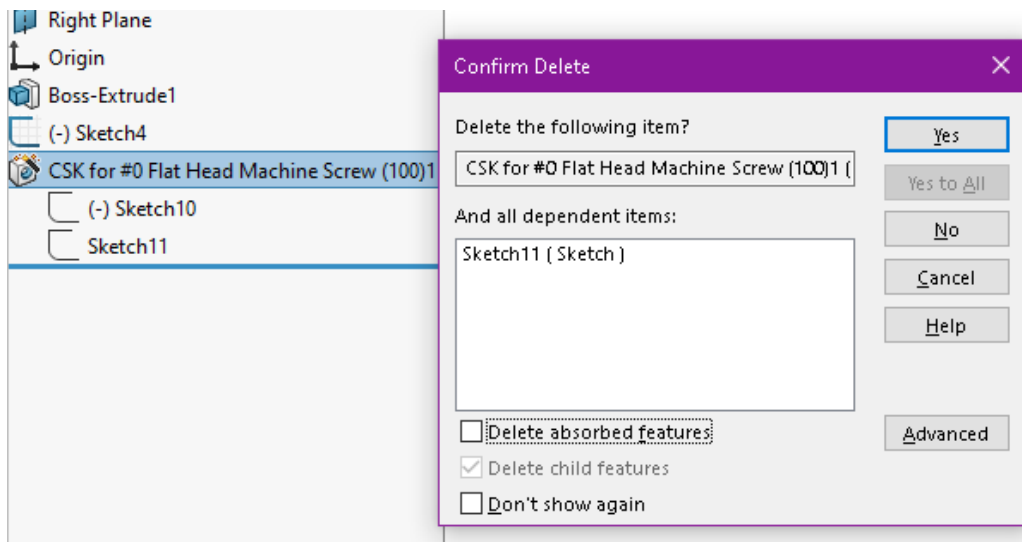 Right Plane
Origin
Boss-Extrude1
(-) Sketch4
CSK for #0 Flat Head Machine Screw (100)1
(-) Sketch10
Sketch11
Confirm Delete
Delete the following item?
CSK for #0 Flat Head Machine Screw (100)1 (
And all dependent items:
Sketch11 ( Sketch )
Delete absorbed features
Delete child features
Don't show again
Yes
Yes to All
No
Cancel
Help
Advanced